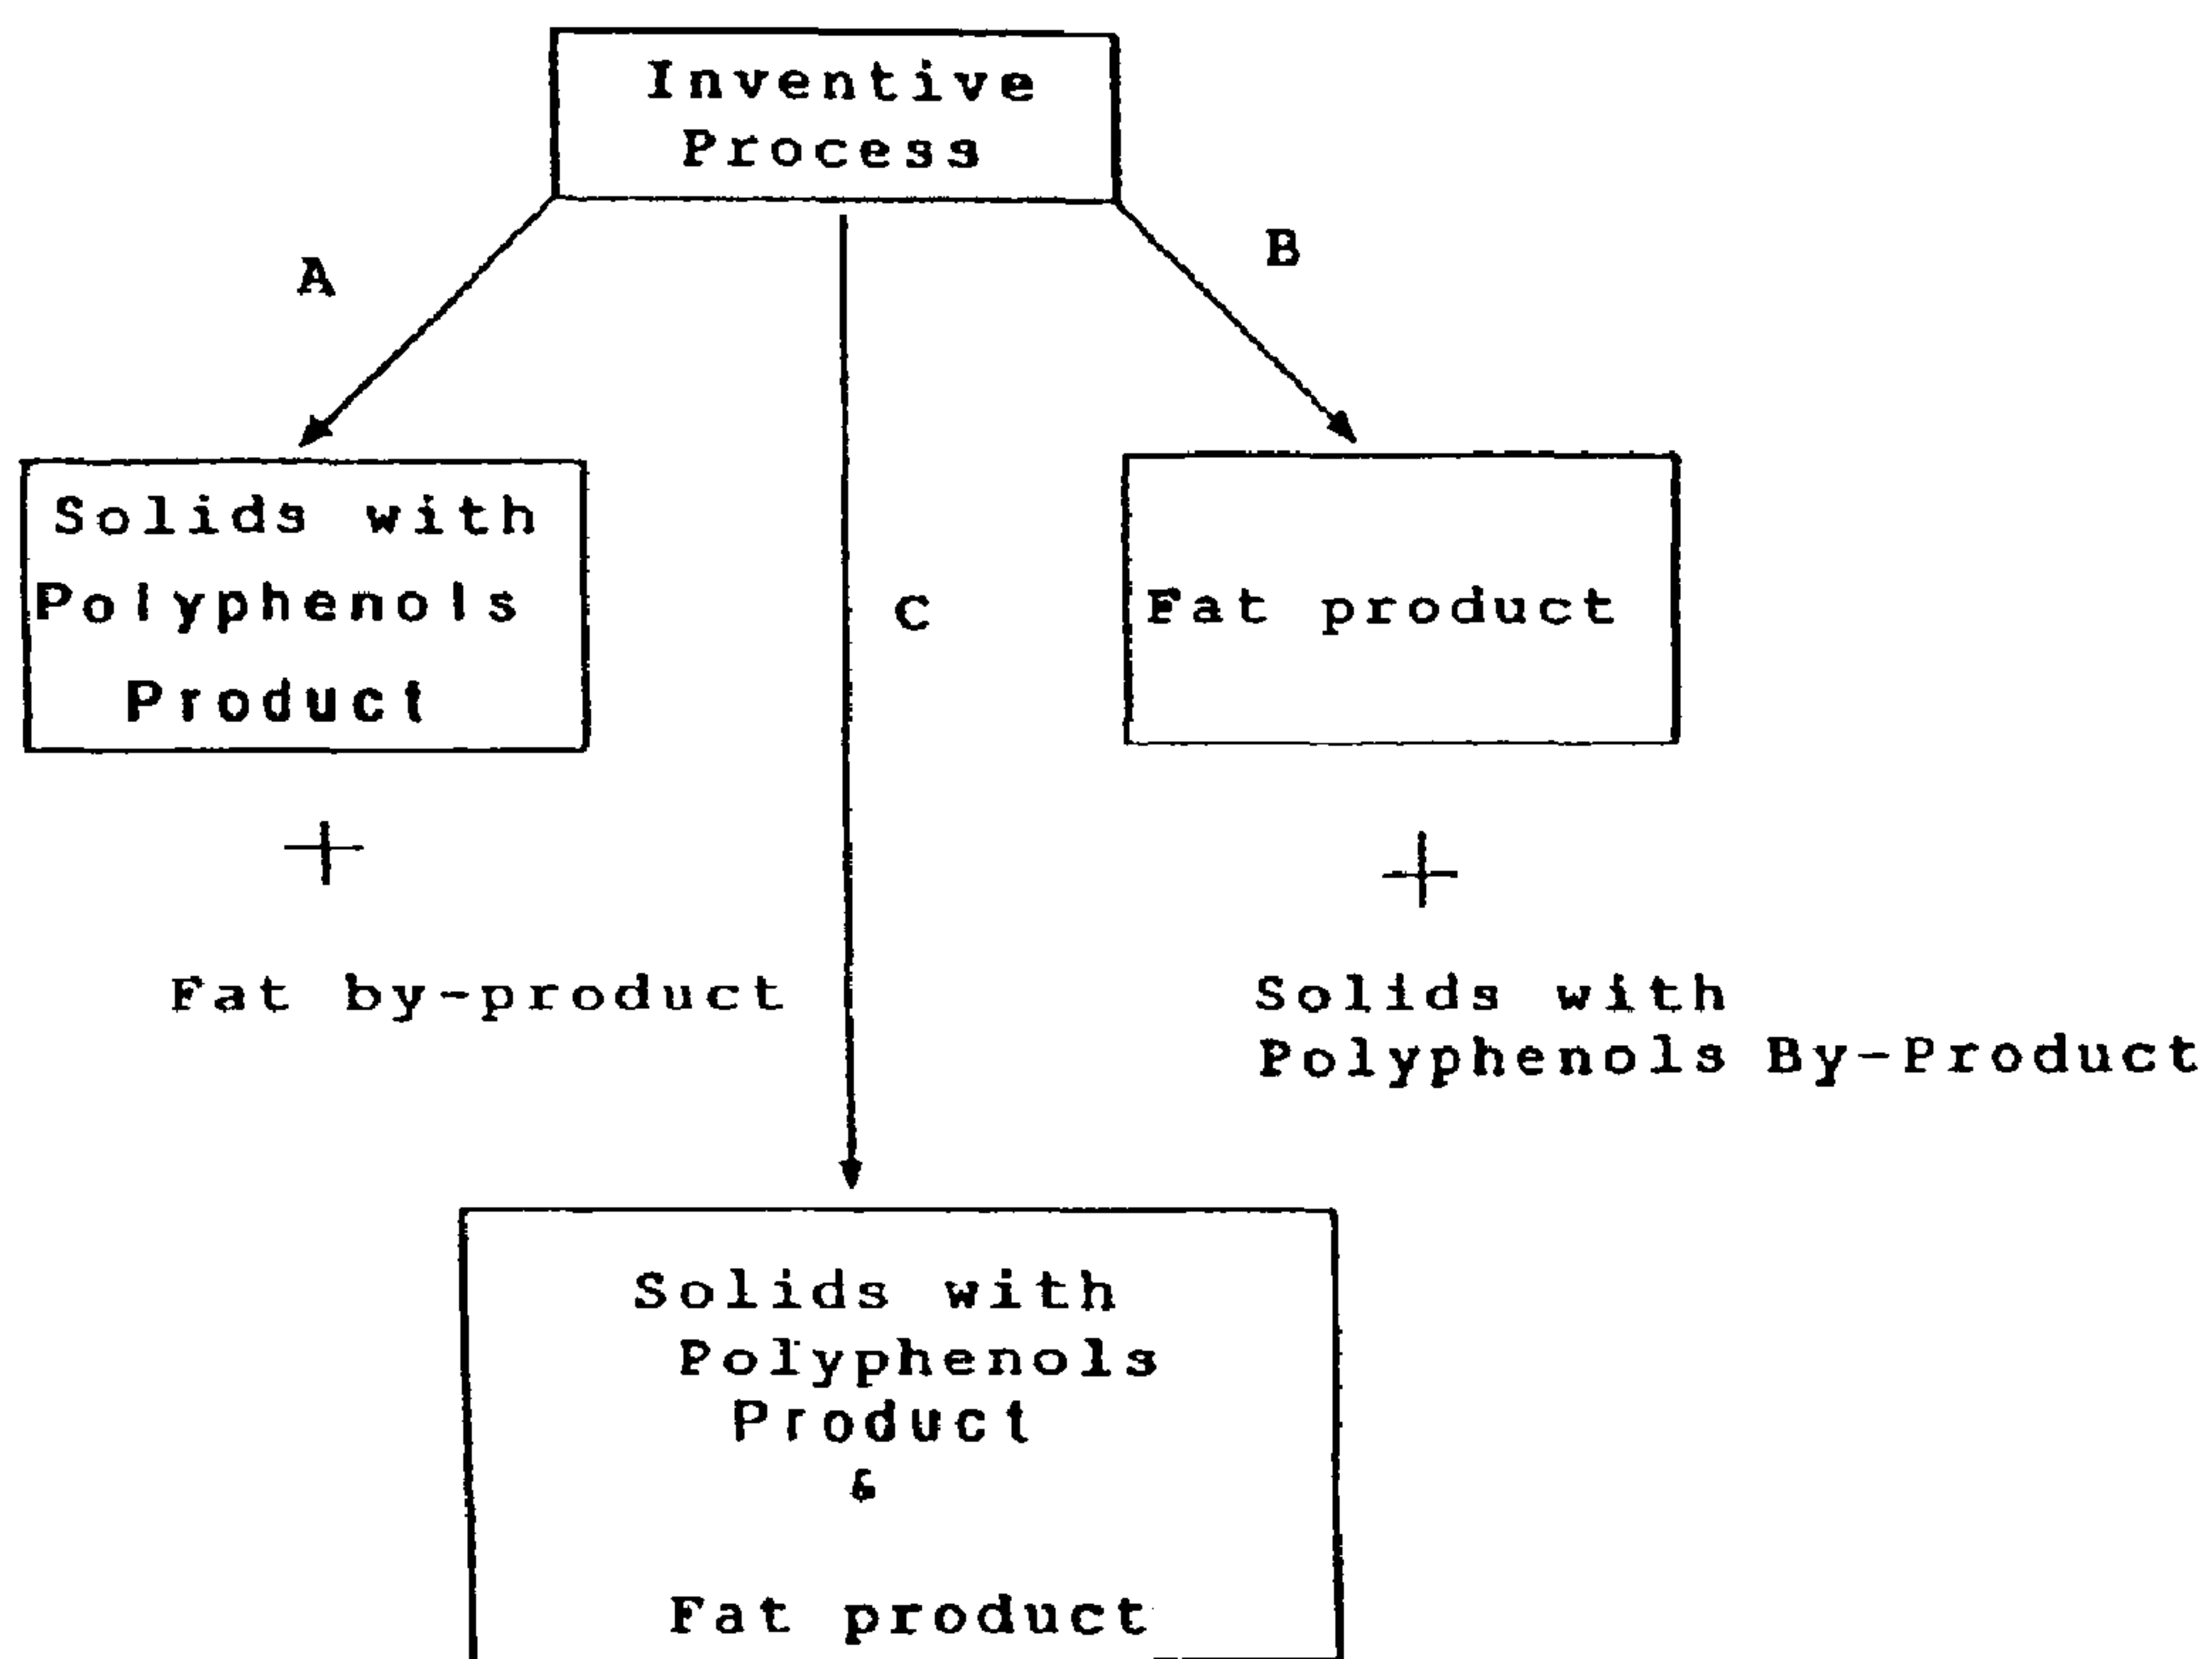 Inventive
Process
A
B
Solids with
Polyphenols
Product
C
Fat product
+
+
Fat by-product
Solids with
Polyphenols By-Product
Solids with
Polyphenols
Product
&
Fat product